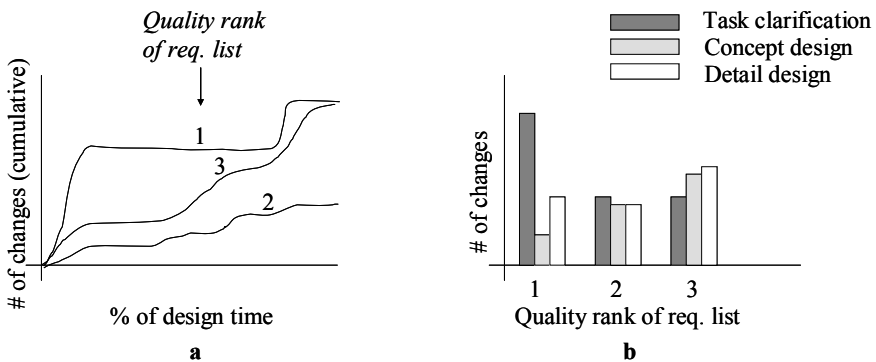 Quality rank
of req. list
# of changes (cumulative)
1
3
2
% of design time
a
Task clarification
Concept design
Detail design
# of changes
1 2 3
Quality rank of req. list
b